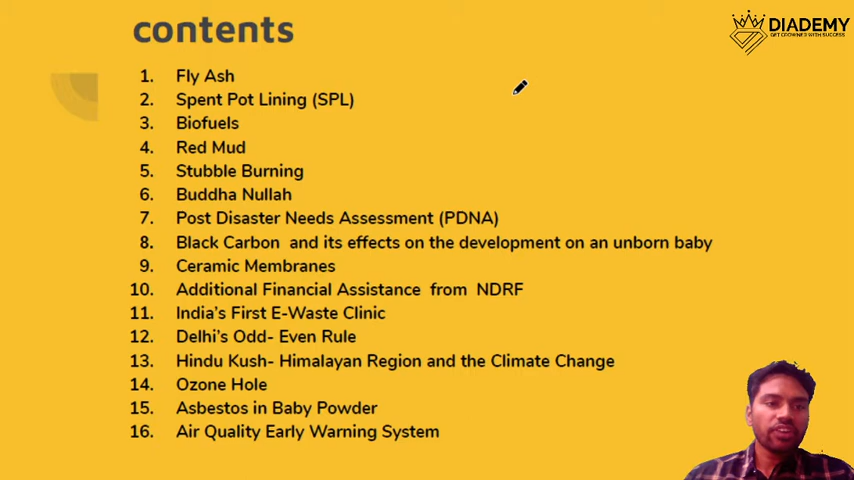 contents
DIADEMY
GET CROWNED WITH SUCCESS
1. Fly Ash
2. Spent Pot Lining (SPL)
3. Biofuels
4. Red Mud
5. Stubble Burning
6. Buddha Nullah
7. Post Disaster Needs Assessment (PDNA)
8. Black Carbon and its effects on the development on an unborn baby
9. Ceramic Membranes
10. Additional Financial Assistance from NDRF
11. India's First E-Waste Clinic
12. Delhi's Odd- Even Rule
13. Hindu Kush- Himalayan Region and the Climate Change
14. Ozone Hole
15. Asbestos in Baby Powder
16. Air Quality Early Warning System